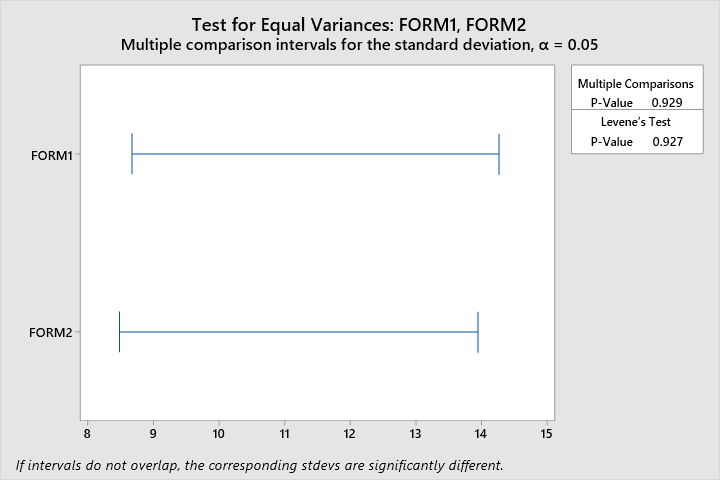 Test for Equal Variances: FORM1, FORM2
Multiple comparison intervals for the standard deviation, α = 0.05
Multiple Comparisons
P-Value 0.929
Levene's Test
P-Value 0.927
FORM1
FORM2
8 9 10 11 12 13 14 15
If intervals do not overlap, the corresponding stdevs are significantly different.